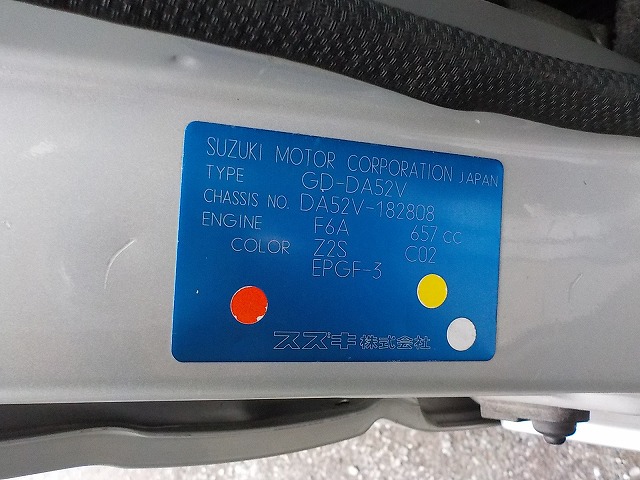 SUZUKI MOTOR CORPORATION JAPAN
TYPE GD-DA52V
CHASSIS NO. DA52V-182808
ENGINE F6A 657 cc
COLOR Z2S C02
EPGF-3
スズキ株式会社